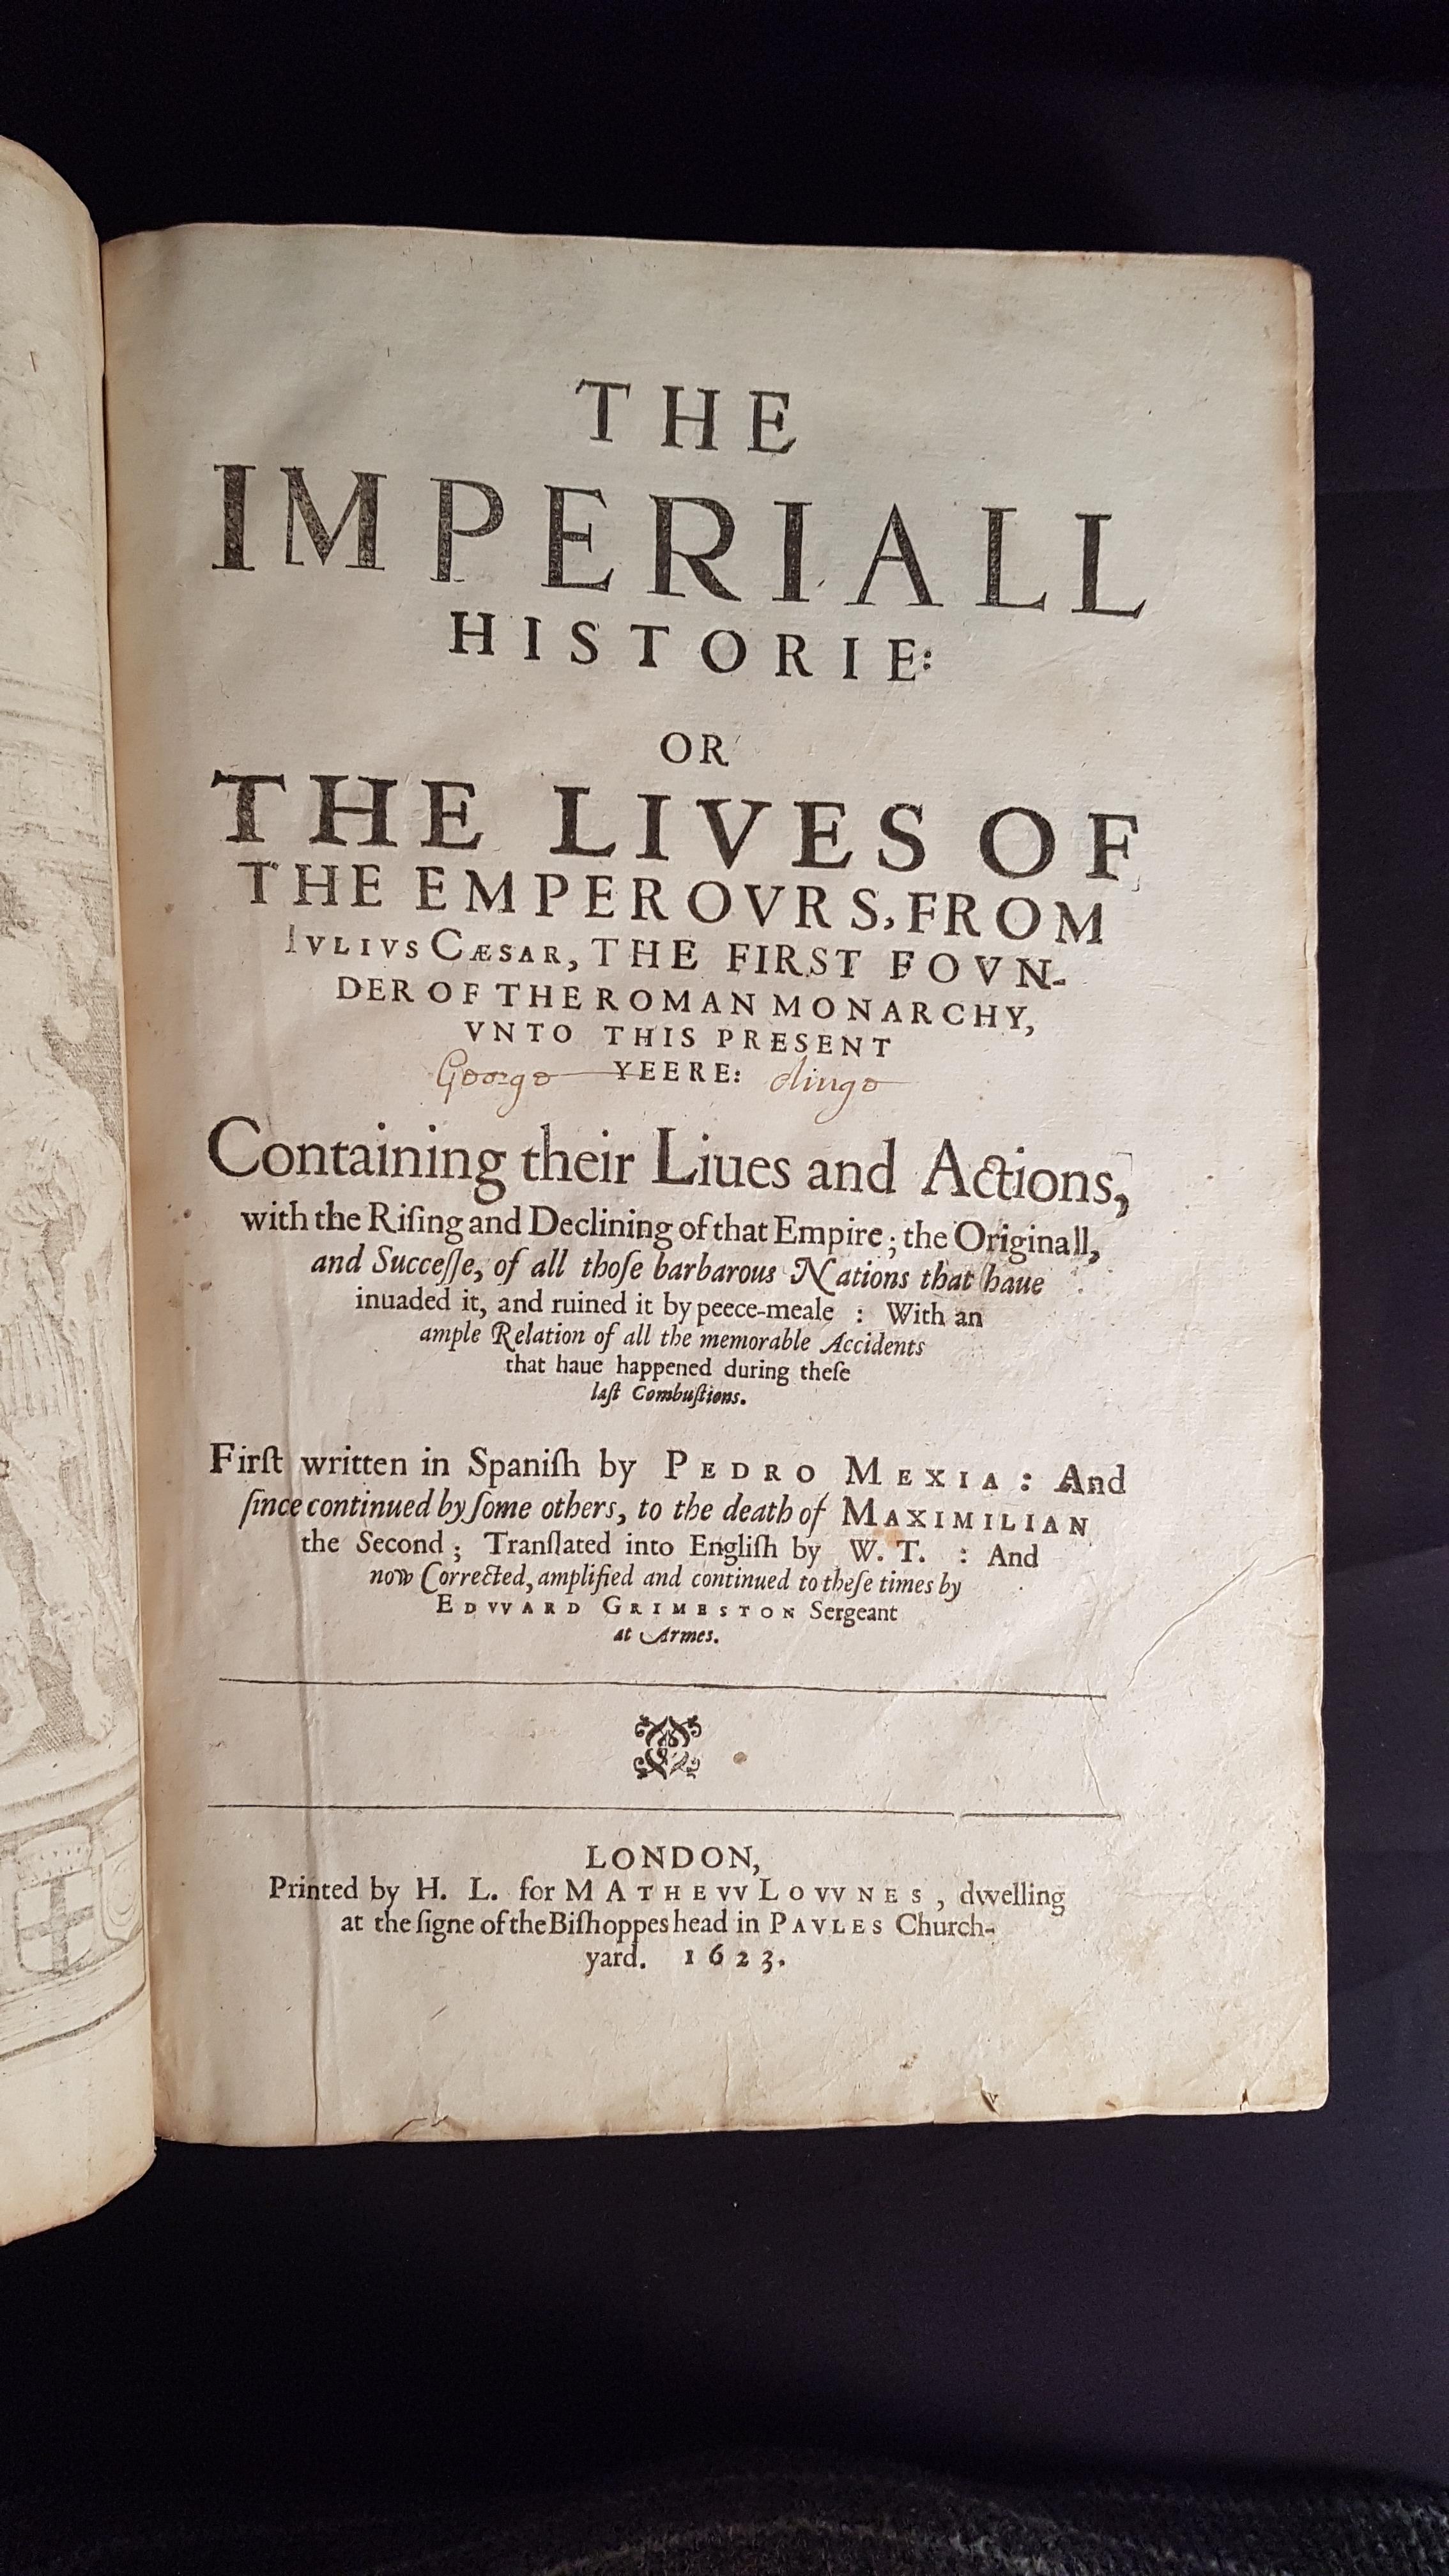 THE
IMPERIALL
HISTORIE:
OR
THE LIVES OF
THE EMPEROVRS, FROM
IVLIVS CÆSAR, THE FIRST FOVN-
DER OF THE ROMAN MONARCHY,
VNTO THIS PRESENT
George YEERE: 
Containing their Liues and Actions,
with the Riſing and Declining of that Empire; the Originall,
and Succeſſe, of all thoſe barbarous Nations that haue
inuaded it, and ruined it by peece-meale : With an
ample Relation of all the memorable Accidents
that haue happened during theſe
laſt Combuſtions.
Firſt written in Spaniſh by PEDRO MEXIA : And
ſince continued by ſome others, to the death of MAXIMILIAN
the Second ; Tranſlated into Engliſh by W. T. : And
now Corrected, amplified and continued to theſe times by
EDVVARD GRIMESTON Sergeant
at Armes.
LONDON,
Printed by H. L. for MATHEVV LOVVNES, dwelling
at the ſigne of the Biſhoppes head in PAVLES Church-
yard. 1623.